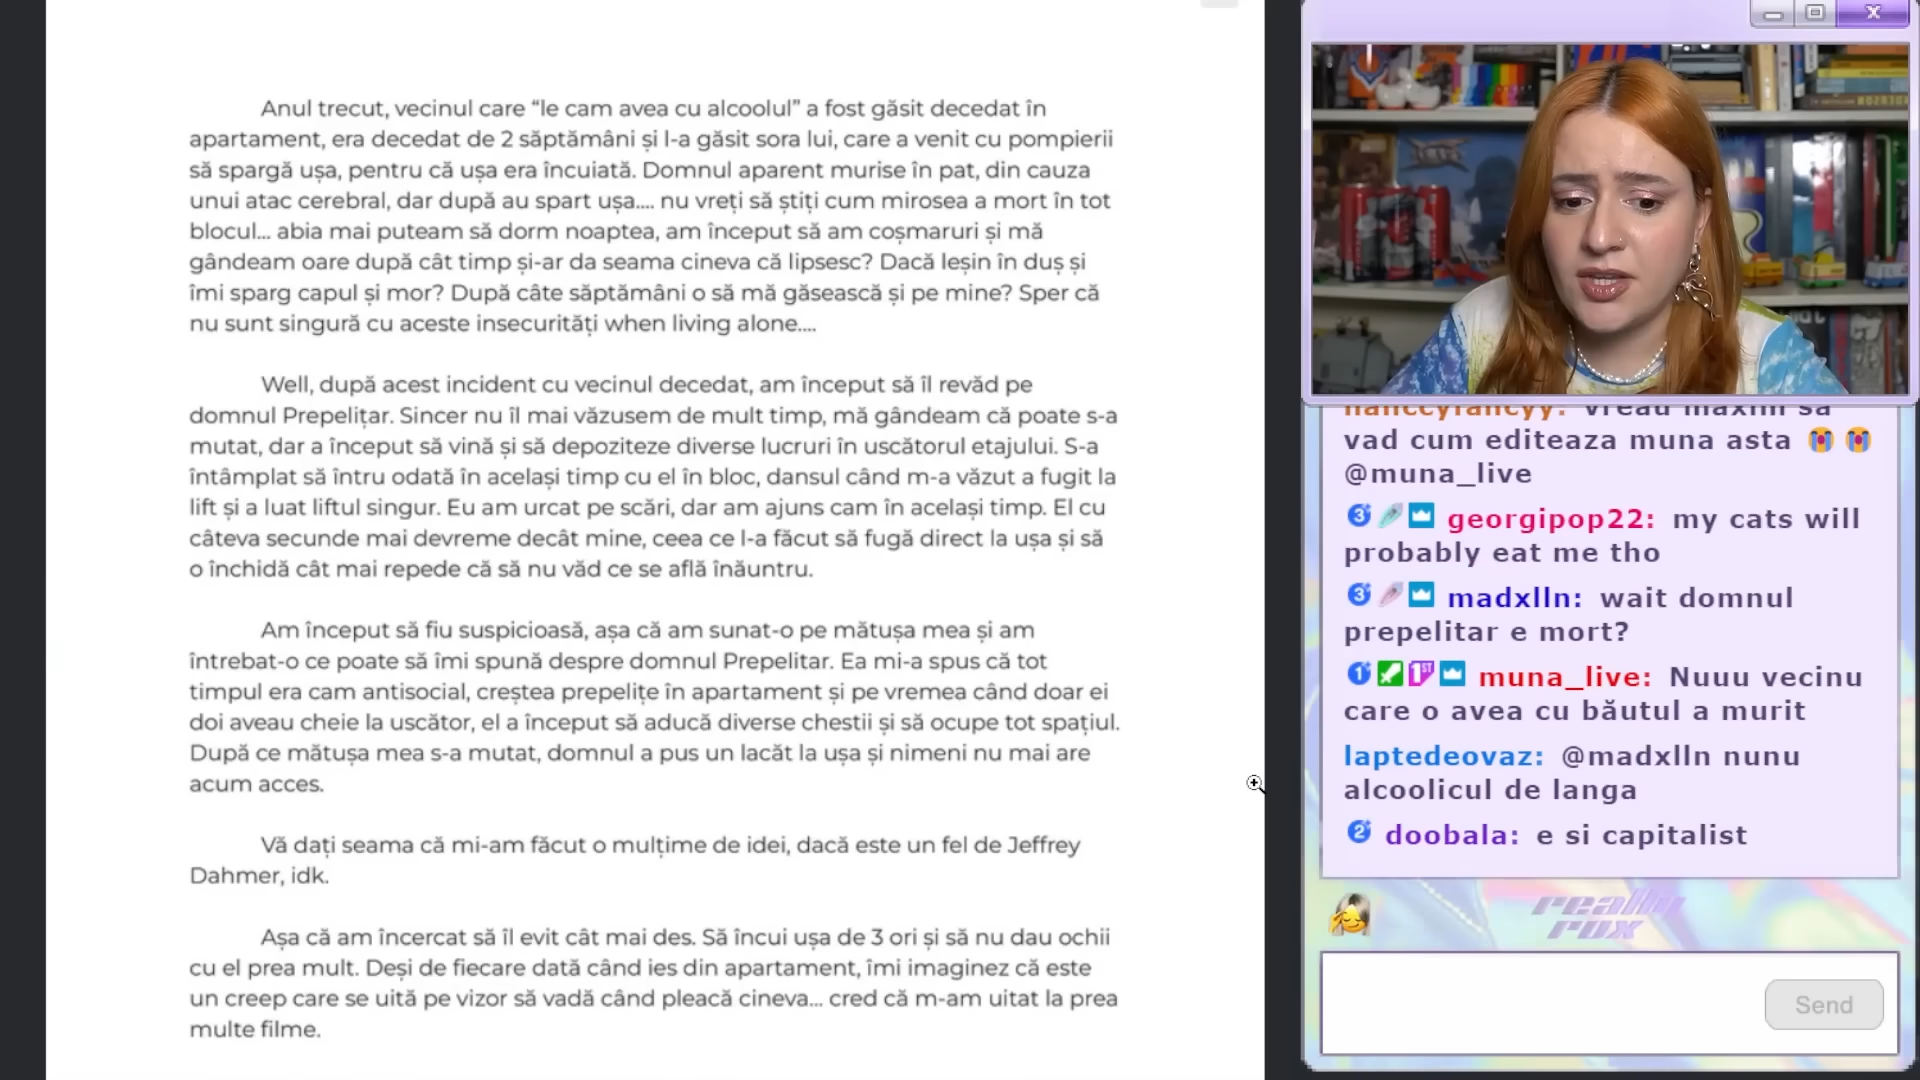 Anul trecut, vecinul care “le cam avea cu alcoolul” a fost găsit decedat în
apartament, era decedat de 2 săptămâni și l-a găsit sora lui, care a venit cu pompierii
să spargă ușa, pentru că ușa era încuiată. Domnul aparent murise în pat, din cauza
unui atac cerebral, dar după au spart ușa.... nu vreți să știți cum mirosea a mort în tot
blocul... abia mai puteam să dorm noaptea, am început să am coșmaruri și mă
gândeam oare după cât timp și-ar da seama cineva că lipsesc? Dacă leșin în duș și
îmi sparg capul și mor? După câte săptămâni o să mă găsească și pe mine? Sper că
nu sunt singură cu aceste insecurități when living alone....
Well, după acest incident cu vecinul decedat, am început să îl revăd pe
domnul Prepelițar. Sincer nu îl mai văzusem de mult timp, mă gândeam că poate s-a
mutat, dar a început să vină și să depoziteze diverse lucruri în uscătorul etajului. S-a
întâmplat să întru odată în același timp cu el în bloc, dansul când m-a văzut a fugit la
lift și a luat liftul singur. Eu am urcat pe scări, dar am ajuns cam în același timp. El cu
câteva secunde mai devreme decât mine, ceea ce l-a făcut să fugă direct la ușa și să
o închidă cât mai repede că să nu văd ce se află înăuntru.
Am început să fiu suspicioasă, așa că am sunat-o pe mătușa mea și am
întrebat-o ce poate să îmi spună despre domnul Prepelitar. Ea mi-a spus că tot
timpul era cam antisocial, creștea prepelițe în apartament și pe vremea când doar ei
doi aveau cheie la uscător, el a început să aducă diverse chestii și să ocupe tot spațiul.
După ce mătușa mea s-a mutat, domnul a pus un lacăt la ușa și nimeni nu mai are
acum acces.
Vă dați seama că mi-am făcut o mulțime de idei, dacă este un fel de Jeffrey
Dahmer, idk.
Așa că am încercat să îl evit cât mai des. Să încui ușa de 3 ori și să nu dau ochii
cu el prea mult. Deși de fiecare dată când ies din apartament, îmi imaginez că este
un creep care se uită pe vizor să vadă când pleacă cineva... cred că m-am uitat la prea
multe filme.
vad cum editeaza muna asta
@muna_live
georgipop22: my cats will
probably eat me tho
madxlln: wait domnul
prepelitar e mort?
muna_live: Nuuu vecinu
care o avea cu băutul a murit
laptedeovaz: @madxlln nunu
alcoolicul de langa
doobala: e si capitalist
really
rux
Send